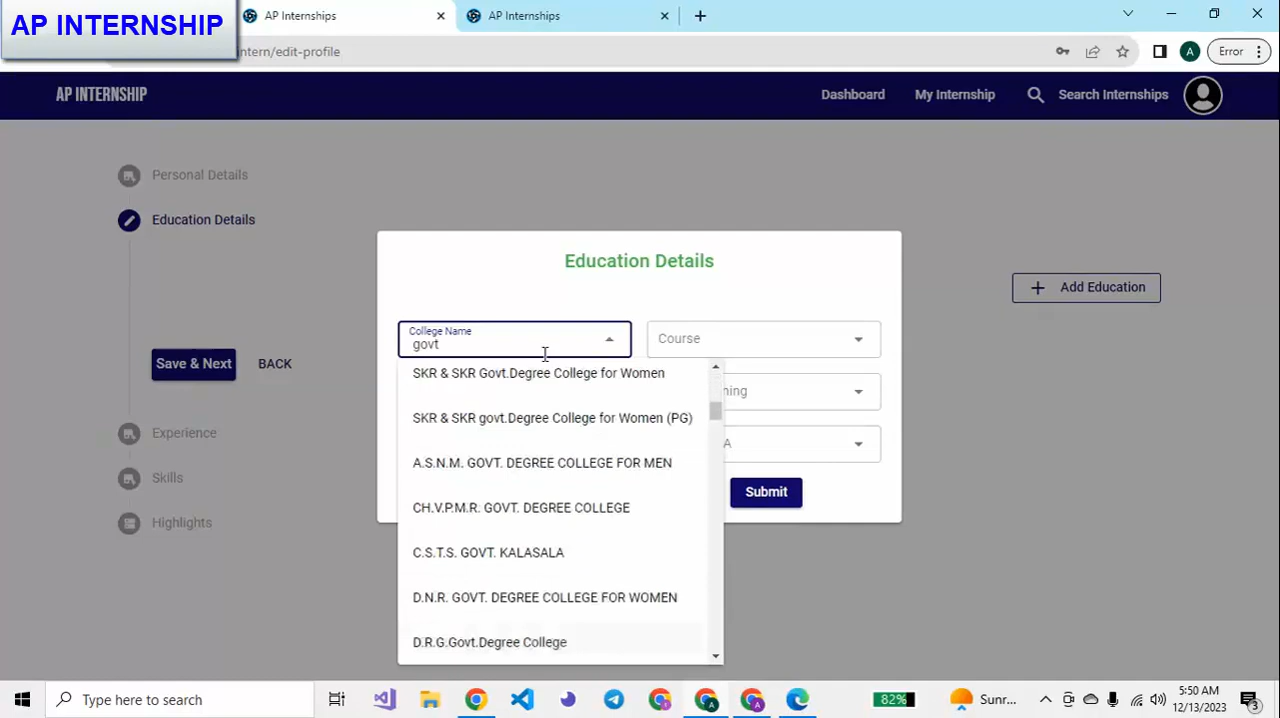 AP INTERNSHIP
AP Internships
AP Internships
ntern/edit-profile
A
Error
AP INTERNSHIP
Dashboard
My Internship
Search Internships
Personal Details
Education Details
Save & Next
BACK
Experience
Skills
Highlights
Education Details
Add Education
College Name
govt
Course
ning
A
Submit
SKR & SKR Govt.Degree College for Women
SKR & SKR govt.Degree College for Women (PG)
A.S.N.M. GOVT. DEGREE COLLEGE FOR MEN
CH.V.P.M.R. GOVT. DEGREE COLLEGE
C.S.T.S. GOVT. KALASALA
D.N.R. GOVT. DEGREE COLLEGE FOR WOMEN
D.R.G.Govt.Degree College
Type here to search
82%
Sunr...
5:50 AM
12/13/2023
3